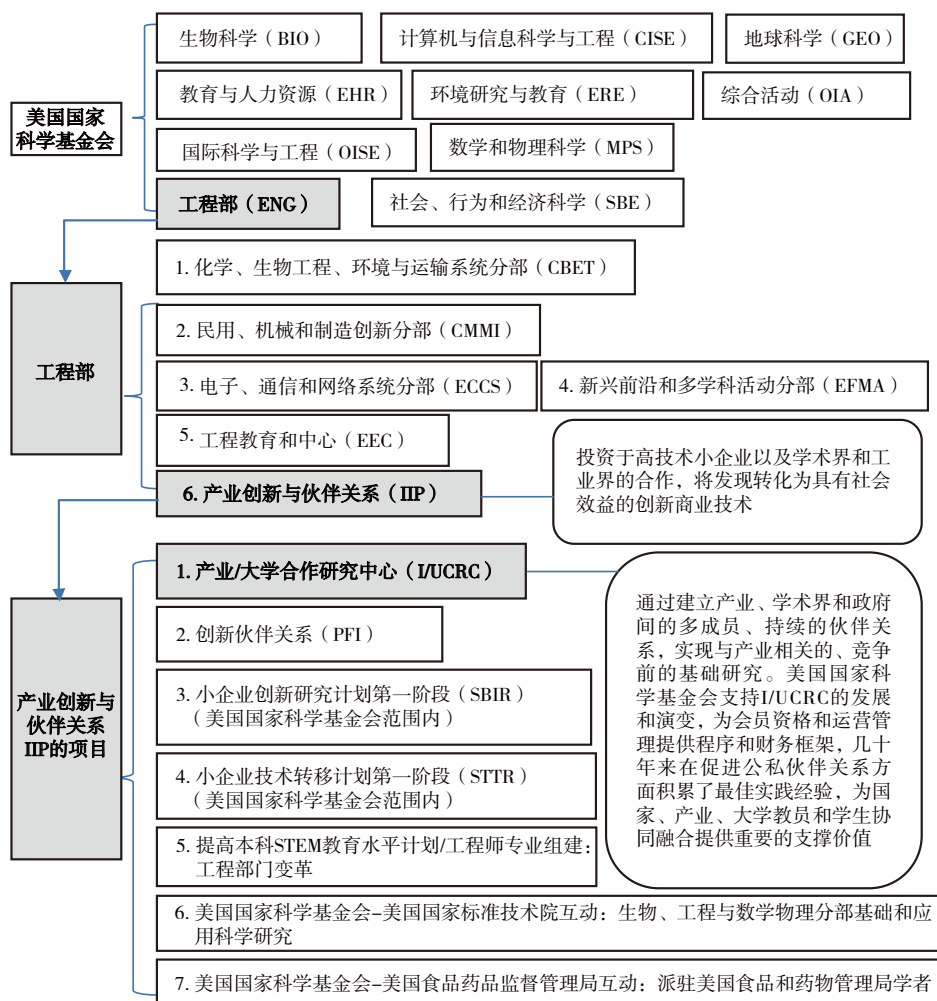 生物科学（BIO）
计算机与信息科学与工程（CISE）
地球科学（GEO）
教育与人力资源（EHR）
环境研究与教育（ERE）
综合活动（OIA）
美国国家
科学基金会
国际科学与工程（OISE）
数学和物理科学（MPS）
工程部（ENG）
社会、行为和经济科学（SBE）
1. 化学、生物工程、环境与运输系统分部（CBET）
2. 民用、机械和制造创新分部（CMMI）
工程部
3. 电子、通信和网络系统分部（ECCS）
4. 新兴前沿和多学科活动分部（EFMA）
5. 工程教育和中心（EEC）
6. 产业创新与伙伴关系（IIP）
投资于高技术小企业以及学术界和工
业界的合作，将发现转化为具有社会
效益的创新商业技术
1. 产业/大学合作研究中心（I/UCRC）
2. 创新伙伴关系（PFI）
产业创新与
伙伴关系
IIP的项目
3. 小企业创新研究计划第一阶段（SBIR）
（美国国家科学基金会范围内）
4. 小企业技术转移计划第一阶段（STTR）
（美国国家科学基金会范围内）
5. 提高本科STEM教育水平计划/工程师专业组建：
工程部门变革
通过建立产业、学术界和政府
间的多成员、持续的伙伴关
系，实现与产业相关的、竞争
前的基础研究。美国国家科
学基金会支持I/UCRC的发展
和演变，为会员资格和运营管
理提供程序和财务框架，几十
年来在促进公私伙伴关系方
面积累了最佳实践经验，为国
家、产业、大学教员和学生协
同融合提供重要的支撑价值
6. 美国国家科学基金会–美国国家标准技术院互动：生物、工程与数学物理分部基础和应
用科学研究
7. 美国国家科学基金会–美国食品药品监督管理局互动：派驻美国食品和药物管理局学者